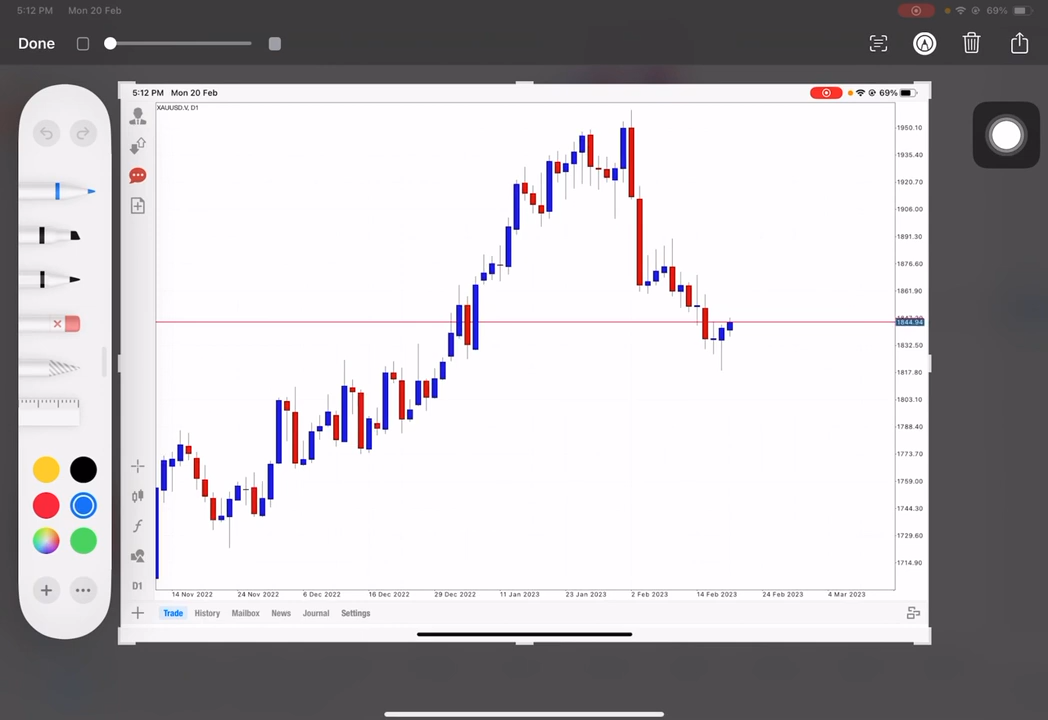 5:12 PM Mon 20 Feb
69%
Done
5:12 PM Mon 20 Feb
69%
XAUUSD.V, D1
1950.10
1935.40
1920.70
1906.00
1891.30
1876.60
1861.90
1844.94
1832.50
1817.80
1803.10
1788.40
1773.70
1759.00
1744.30
1729.60
1714.90
D1
14 Nov 2022 24 Nov 2022 6 Dec 2022 16 Dec 2022 29 Dec 2022 11 Jan 2023 23 Jan 2023 2 Feb 2023 14 Feb 2023 24 Feb 2023 4 Mar 2023
Trade History Mailbox News Journal Settings